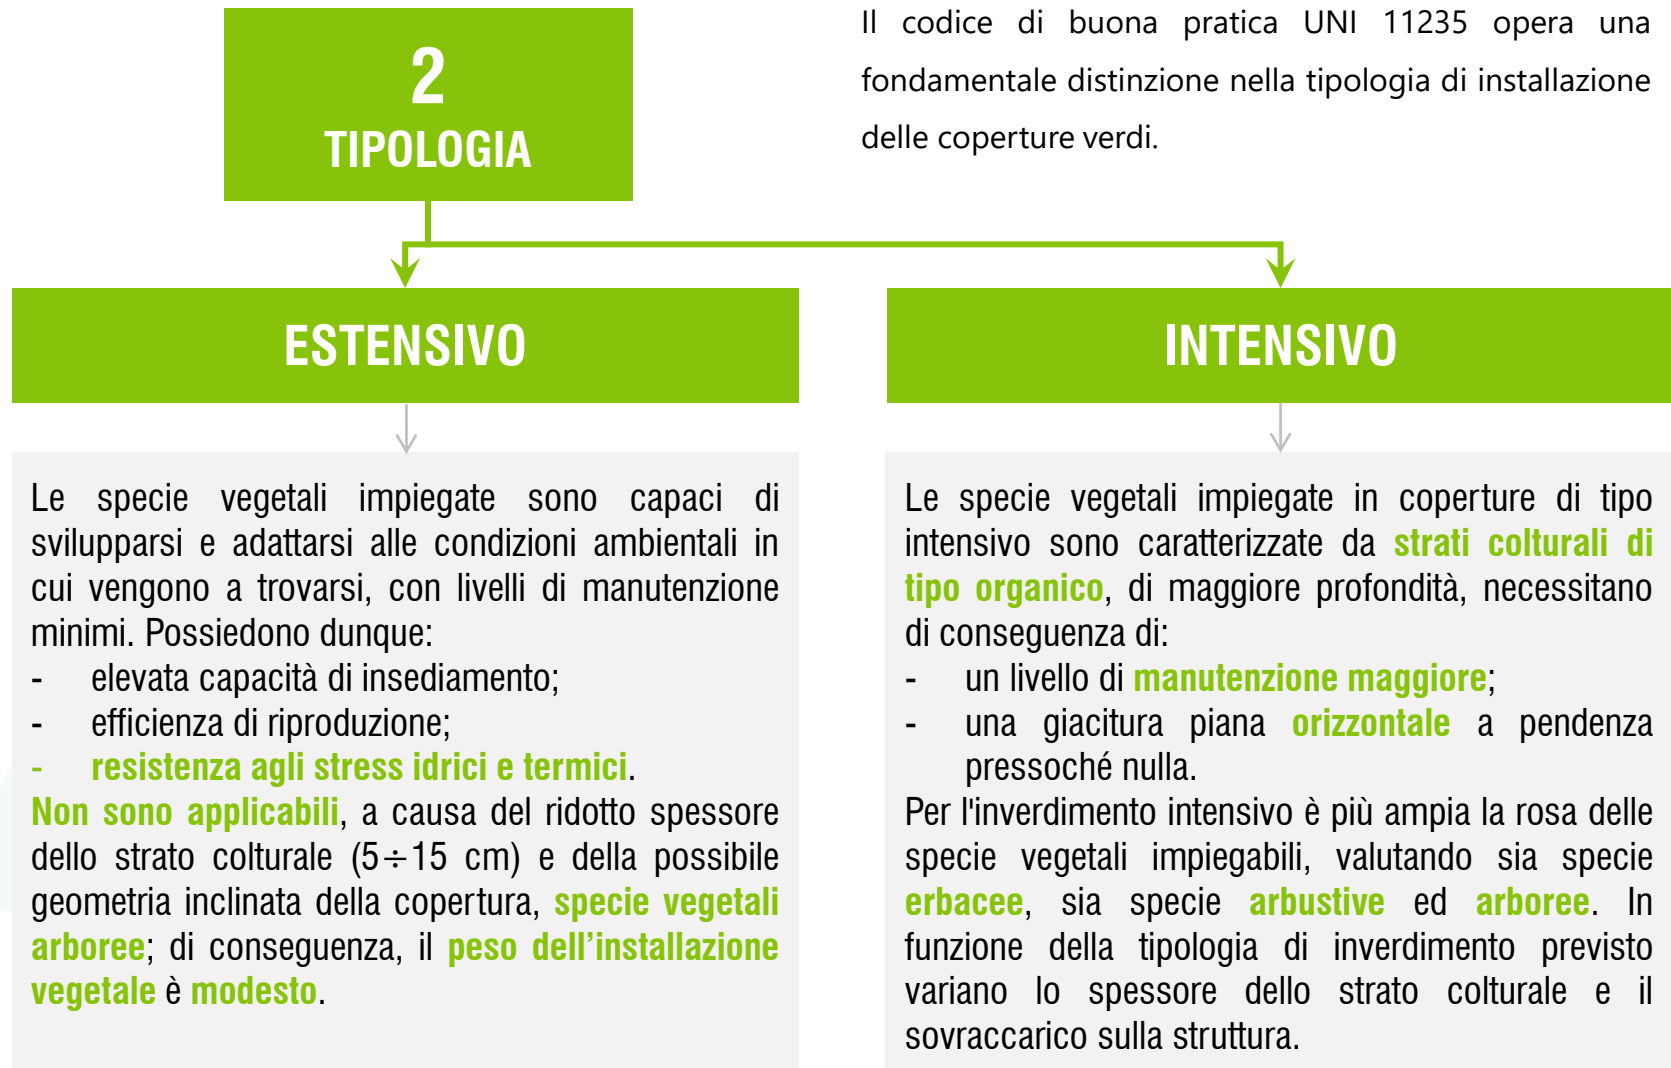 2
TIPOLOGIA
Il codice di buona pratica UNI 11235 opera una
fondamentale distinzione nella tipologia di installazione
delle coperture verdi.
ESTENSIVO
Le specie vegetali impiegate sono capaci di
svilupparsi e adattarsi alle condizioni ambientali in
cui vengono a trovarsi, con livelli di manutenzione
minimi. Possiedono dunque:
- elevata capacità di insediamento;
- efficienza di riproduzione;
- resistenza agli stress idrici e termici.
Non sono applicabili, a causa del ridotto spessore
dello strato colturale (5÷15 cm) e della possibile
geometria inclinata della copertura, specie vegetali
arboree; di conseguenza, il peso dell’installazione
vegetale è modesto.
INTENSIVO
Le specie vegetali impiegate in coperture di tipo
intensivo sono caratterizzate da strati colturali di
tipo organico, di maggiore profondità, necessitano
di conseguenza di:
- un livello di manutenzione maggiore;
- una giacitura piana orizzontale a pendenza
pressoché nulla.
Per l'inverdimento intensivo è più ampia la rosa delle
specie vegetali impiegabili, valutando sia specie
erbacee, sia specie arbustive ed arboree. In
funzione della tipologia di inverdimento previsto
variano lo spessore dello strato colturale e il
sovraccarico sulla struttura.